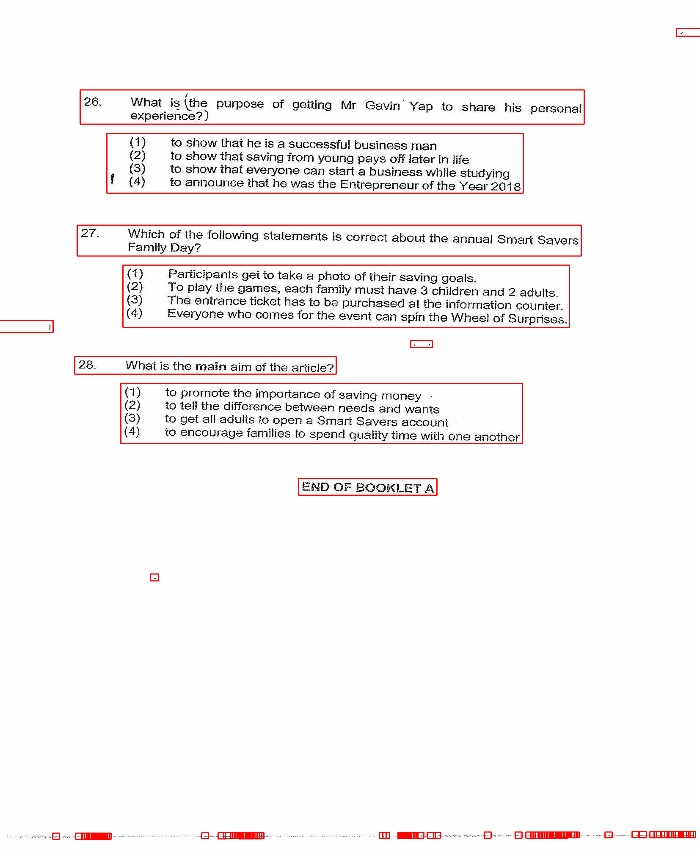 26. What is (the purpose of getting Mr Gavin Yap to share his personal
experience?)
(1) to show that he is a successful business man
(2) to show that saving from young pays off later in life
(3) to show that everyone can start a business while studying
(4) to announce that he was the Entrepreneur of the Year 2018
27. Which of the following statements is correct about the annual Smart Savers
Family Day?
(1) Participants get to take a photo of their saving goals.
(2) To play the games, each family must have 3 children and 2 adults.
(3) The entrance ticket has to be purchased at the information counter.
(4) Everyone who comes for the event can spin the Wheel of Surprises.
28. What is the main aim of the article?
(1) to promote the importance of saving money
(2) to tell the difference between needs and wants
(3) to get all adults to open a Smart Savers account
(4) to encourage families to spend quality time with one another
END OF BOOKLET A